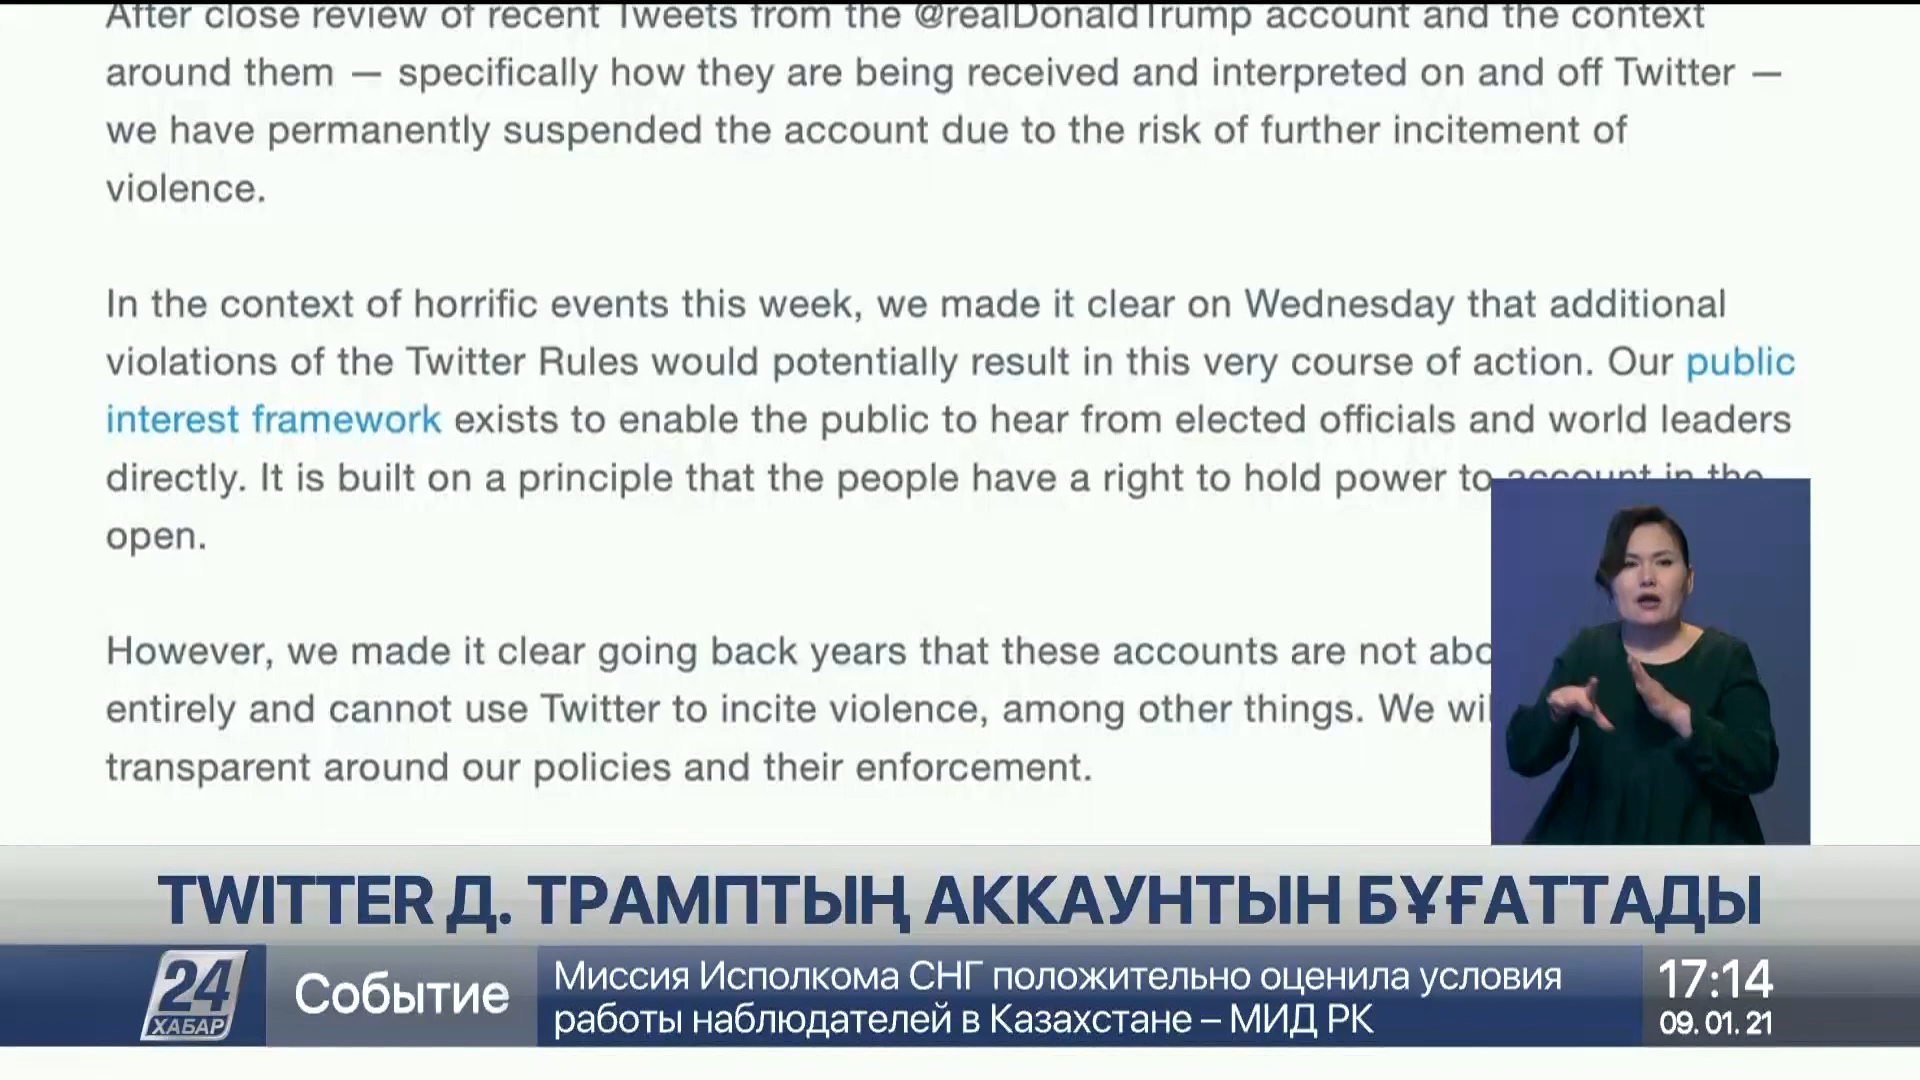 After close review of recent Tweets from the @realDonaldTrump account and the context
around them — specifically how they are being received and interpreted on and off Twitter —
we have permanently suspended the account due to the risk of further incitement of
violence.
In the context of horrific events this week, we made it clear on Wednesday that additional
violations of the Twitter Rules would potentially result in this very course of action. Our public
interest framework exists to enable the public to hear from elected officials and world leaders
directly. It is built on a principle that the people have a right to hold power to account in the
open.
However, we made it clear going back years that these accounts are not
entirely and cannot use Twitter to incite violence, among other things. We
transparent around our policies and their enforcement.
TWITTER Д. ТРАМПТЫҢ АККАУНТЫН БҰҒАТТАДЫ
24
ХАБАР
Событие
Миссия Исполкома СНГ положительно оценила условия
работы наблюдателей в Казахстане – МИД РК
17:14
09. 01. 21